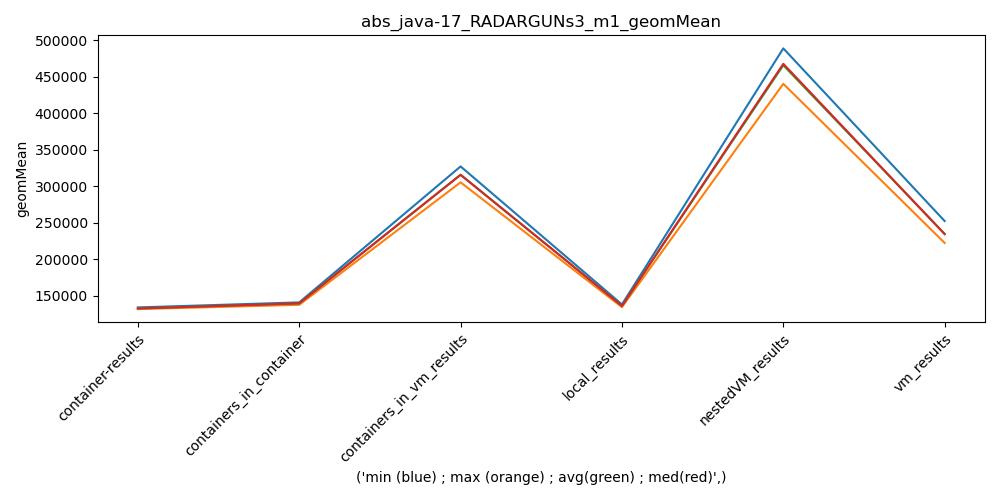 abs_java-17_RADARGUNs3_m1_geomMean
500000
450000
400000
350000
300000
250000
200000
150000
geomMean
container-results
containers_in_container
containers_in_vm_results
local_results
nestedVM_results
vm_results
('min (blue) ; max (orange) ; avg(green) ; med(red)',)